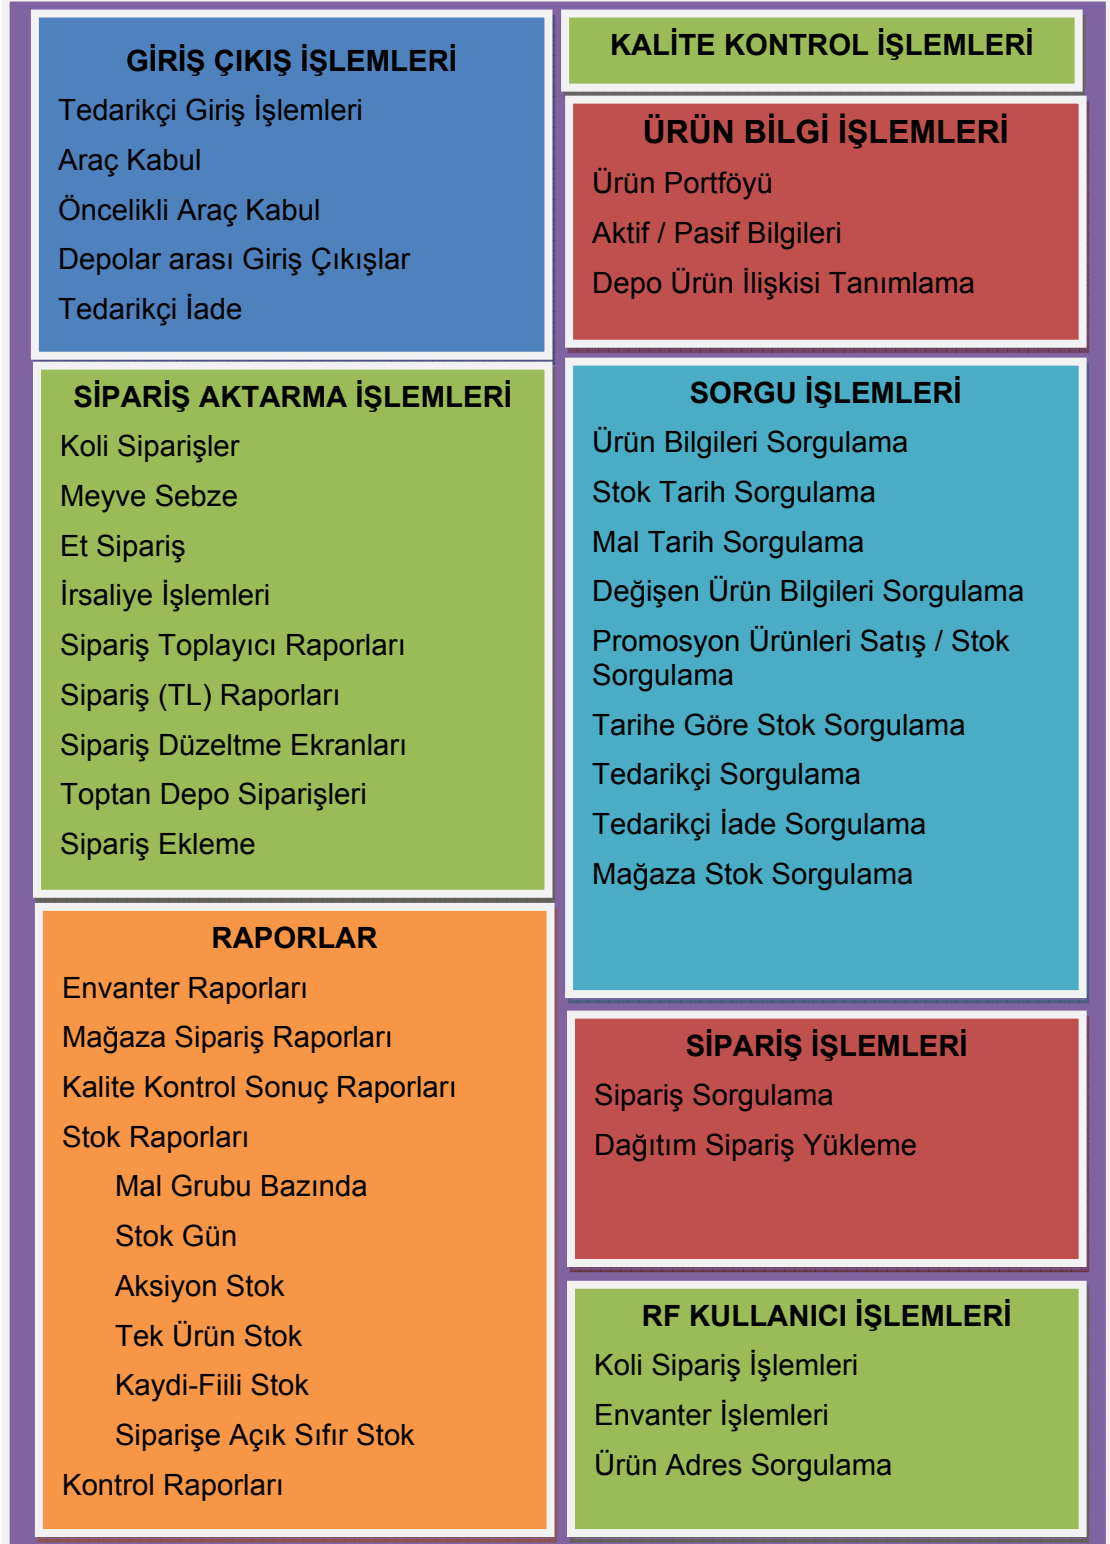 GİRİŞ ÇIKIŞ İŞLEMLERİ
Tedarikçi Giriş İşlemleri
Araç Kabul
Öncelikli Araç Kabul
Depolar arası Giriş Çıkışlar
Tedarikçi İade
SİPARİŞ AKTARMA İŞLEMLERİ
Koli Siparişler
Meyve Sebze
Et Sipariş
İrsaliye İşlemleri
Sipariş Toplayıcı Raporları
Sipariş (TL) Raporları
Sipariş Düzeltme Ekranları
Toptan Depo Siparişleri
Sipariş Ekleme
RAPORLAR
Envanter Raporları
Mağaza Sipariş Raporları
Kalite Kontrol Sonuç Raporları
Stok Raporları
Mal Grubu Bazında
Stok Gün
Aksiyon Stok
Tek Ürün Stok
Kaydi-Fiili Stok
Siparişe Açık Sıfır Stok
Kontrol Raporları
KALİTE KONTROL İŞLEMLERİ
ÜRÜN BİLGİ İŞLEMLERİ
Ürün Portföyü
Aktif / Pasif Bilgileri
Depo Ürün İlişkisi Tanımlama
SORGU İŞLEMLERİ
Ürün Bilgileri Sorgulama
Stok Tarih Sorgulama
Mal Tarih Sorgulama
Değişen Ürün Bilgileri Sorgulama
Promosyon Ürünleri Satış / Stok
Sorgulama
Tarihe Göre Stok Sorgulama
Tedarikçi Sorgulama
Tedarikçi İade Sorgulama
Mağaza Stok Sorgulama
SİPARİŞ İŞLEMLERİ
Sipariş Sorgulama
Dağıtım Sipariş Yükleme
RF KULLANICI İŞLEMLERİ
Koli Sipariş İşlemleri
Envanter İşlemleri
Ürün Adres Sorgulama